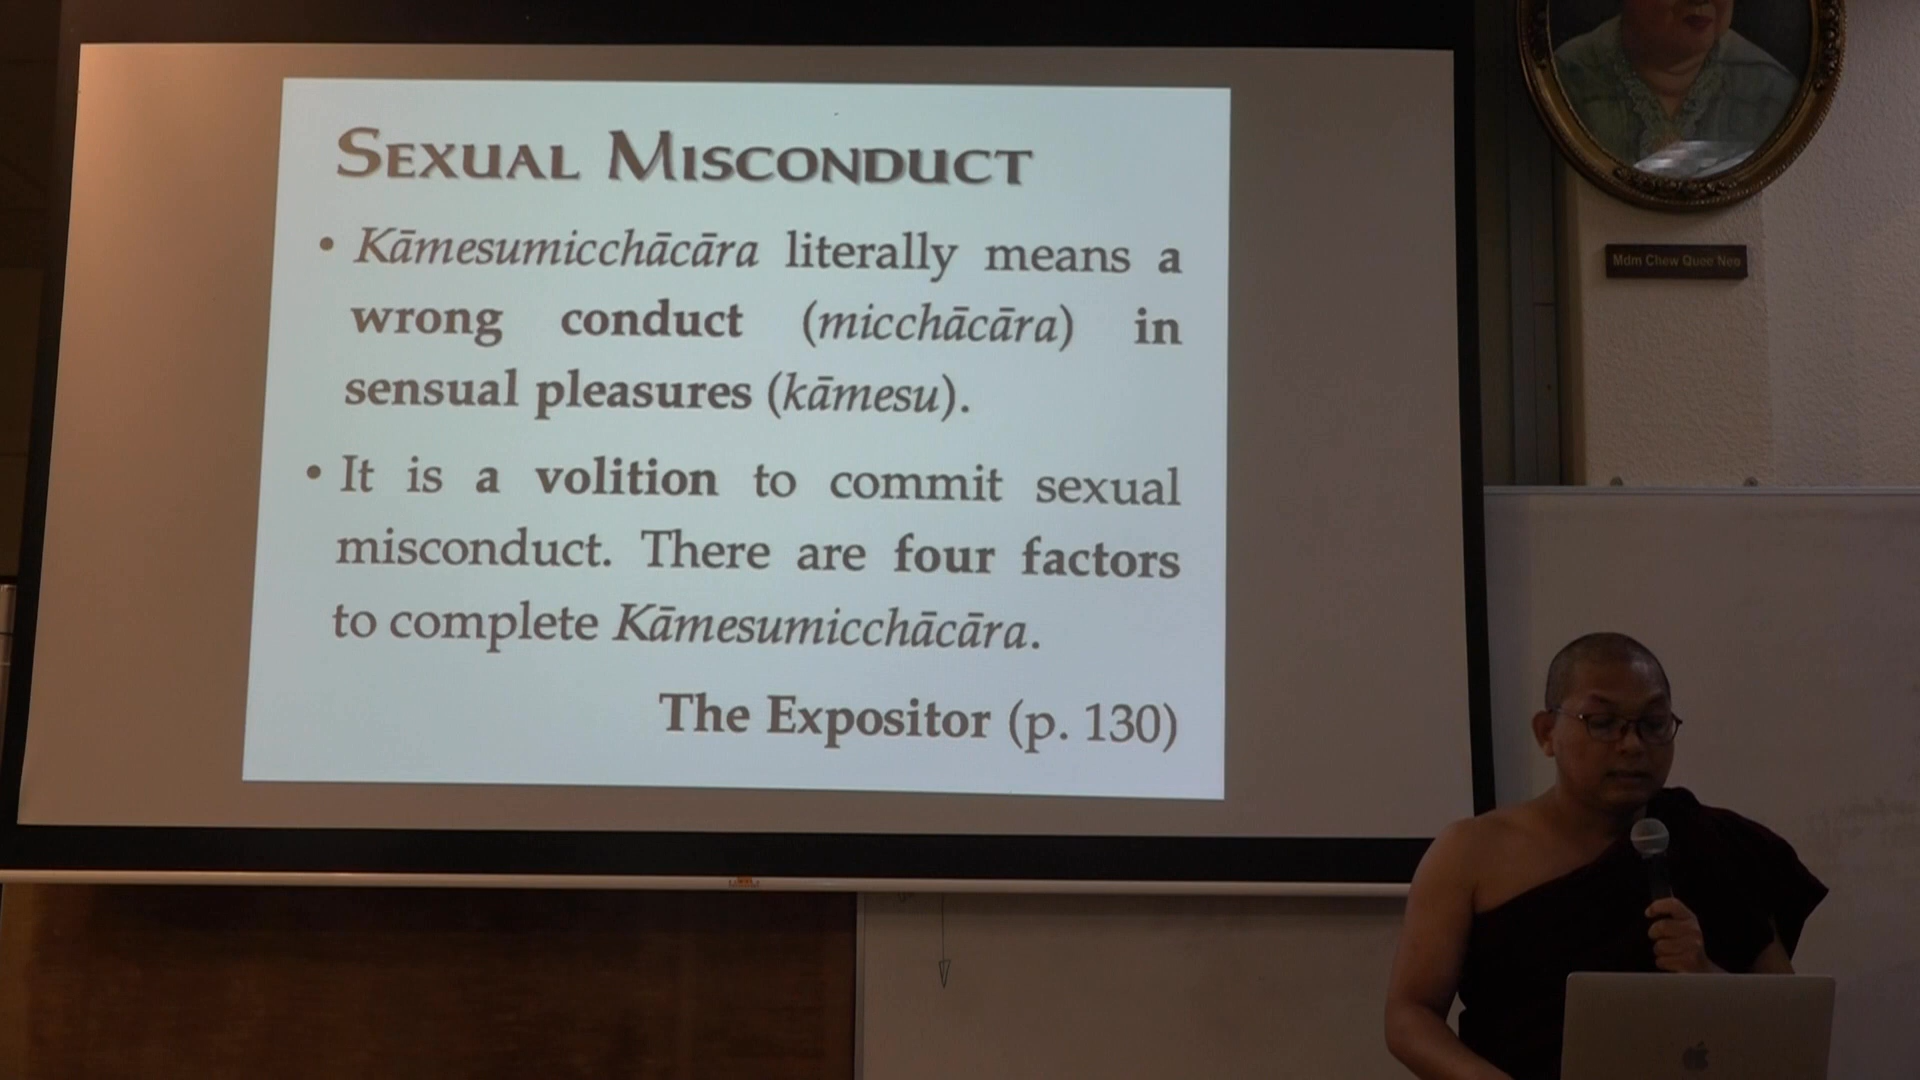 SEXUAL MISCONDUCT
• Kāmesumicchācāra literally means a
wrong conduct (micchācāra) in
sensual pleasures (kāmesu).
• It is a volition to commit sexual
misconduct. There are four factors
to complete Kāmesumicchācāra.
The Expositor (p. 130)
Mdm Chew Quee Neo